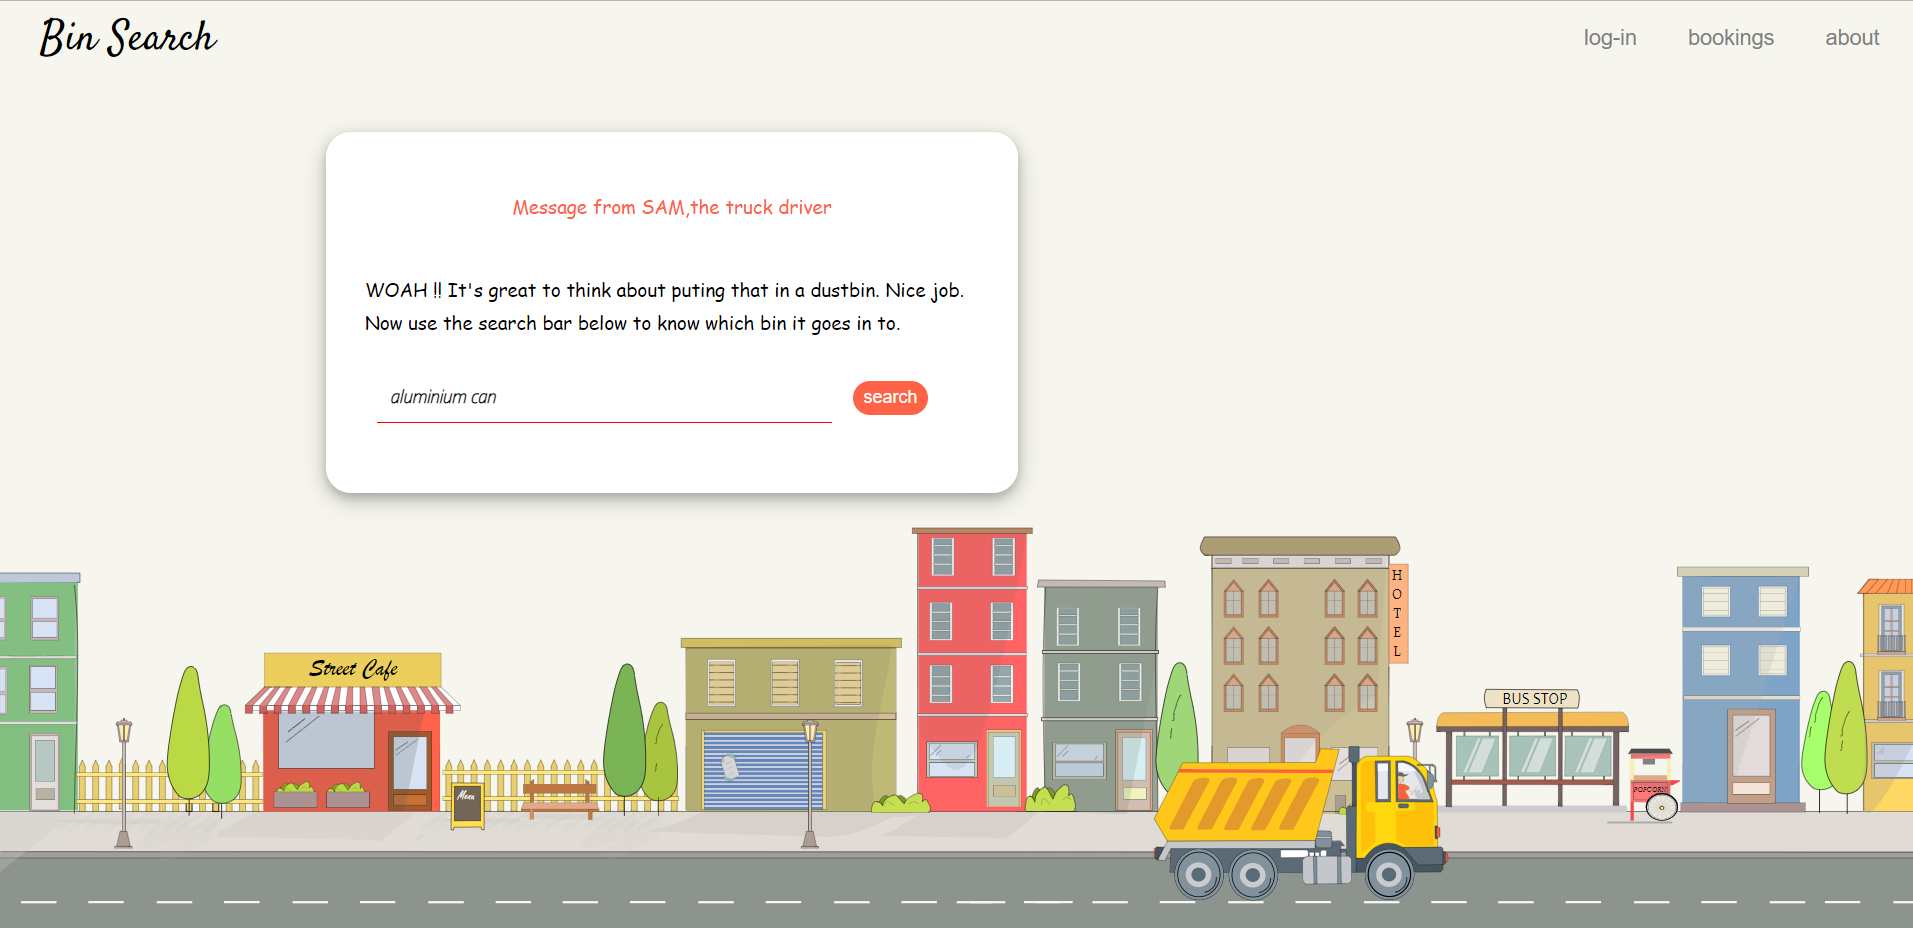 Bin Search
log-in
bookings
about
Message from SAM,the truck driver
WOAH !! It's great to think about puting that in a dustbin. Nice job.
Now use the search bar below to know which bin it goes in to.
aluminium can
search
HOTEL
Street Cafe
BUS STOP
Menu
POPCORN